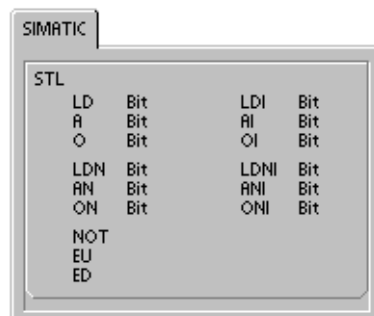 SIMATIC
STL
LD Bit LDI Bit
A Bit AI Bit
O Bit OI Bit
LDN Bit LDNI Bit
AN Bit ANI Bit
ON Bit ONI Bit
NOT
EU
ED